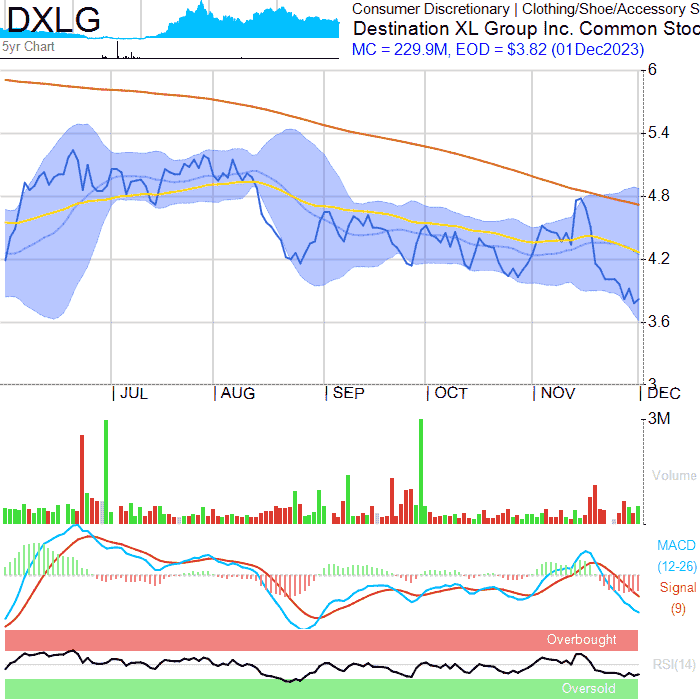 DXLG
5yr Chart
Consumer Discretionary | Clothing/Shoe/Accessory S
Destination XL Group Inc. Common Stoc
MC = 229.9M, EOD = $3.82 (01Dec2023)
6
5.4
4.8
4.2
3.6
3
JUL AUG SEP OCT NOV DEC
3M
Volume
MACD
(12-26)
Signal
(9)
Overbought
RSI(14)
Oversold